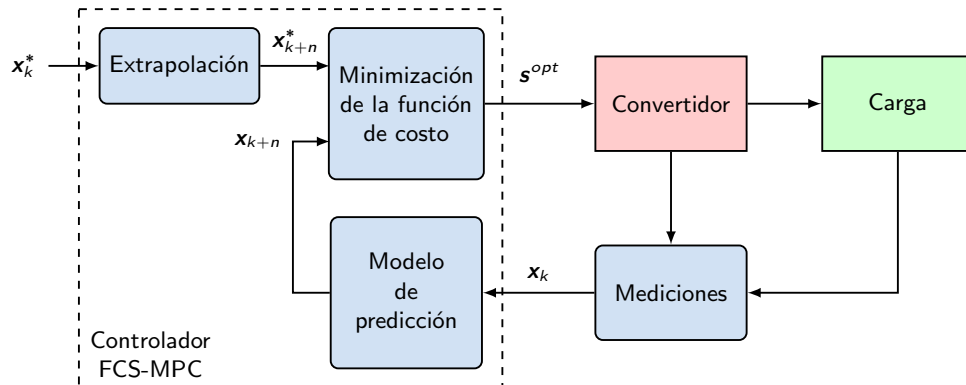 x*k
Extrapolación
x*k+n
Minimización
de la función
de costo
s^opt
Convertidor
Carga
xk+n
Modelo
de
predicción
xk
Mediciones
Controlador
FCS-MPC